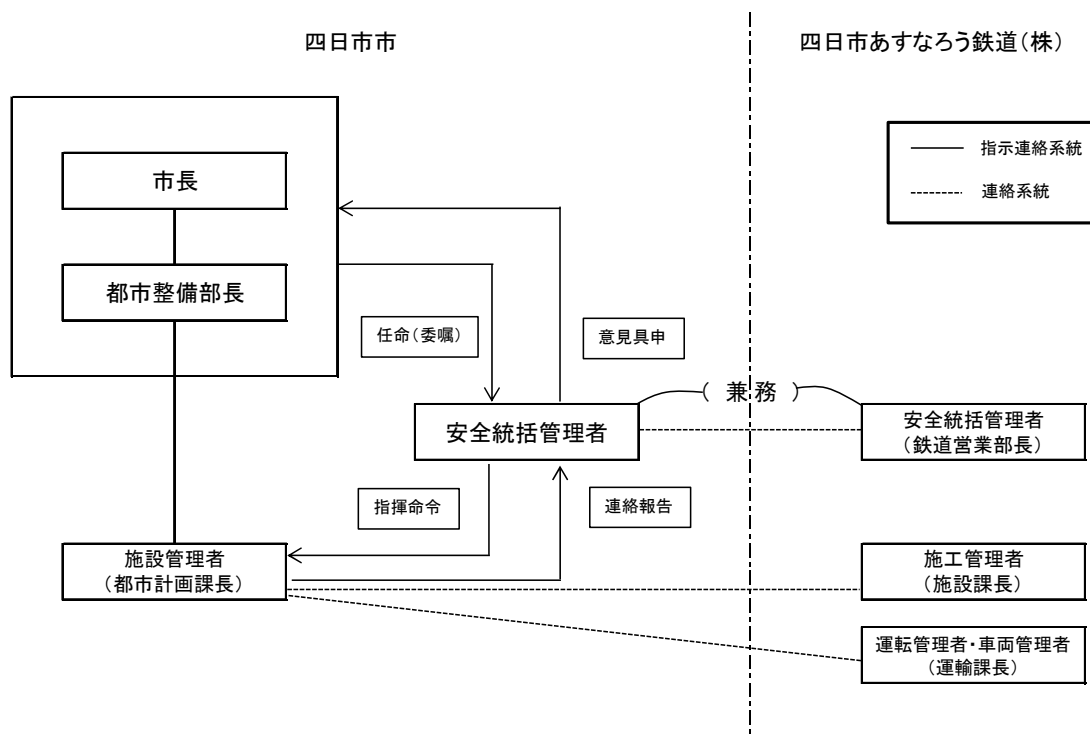 四日市市
四日市あすなろう鉄道(株)
指示連絡系統
連絡系統
市長
都市整備部長
任命(委嘱)
意見具申
( 兼務 )
安全統括管理者
安全統括管理者
(鉄道営業部長)
指揮命令
連絡報告
施設管理者
(都市計画課長)
施工管理者
(施設課長)
運転管理者・車両管理者
(運輸課長)